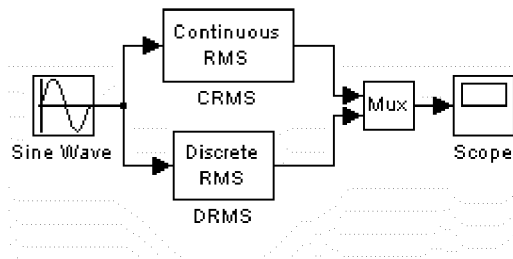 Continuous
RMS
CRMS
Sine Wave
Mux
Scope
Discrete
RMS
DRMS